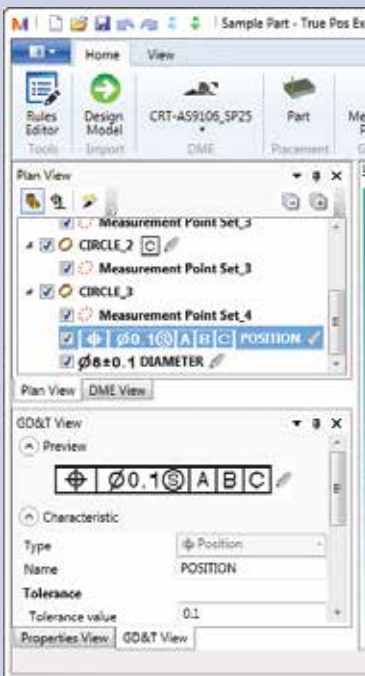 M Sample Part - True Pos Ex
Home View
Rules Editor
Design Model
CRT-AS9106_SP25
Part
Me
P
Tools Import DME Placement G
Plan View
Measurement Point Set_3
CIRCLE_2 C
Measurement Point Set_3
CIRCLE_3
Measurement Point Set_4
⌖ Ø0.1Ⓢ A B C POSITION
Ø8±0.1 DIAMETER
Plan View DME View
GD&T View
Preview
⌖ Ø0.1Ⓢ A B C
Characteristic
Type ⌖ Position
Name POSITION
Tolerance
Tolerance value 0.1
Properties View GD&T View